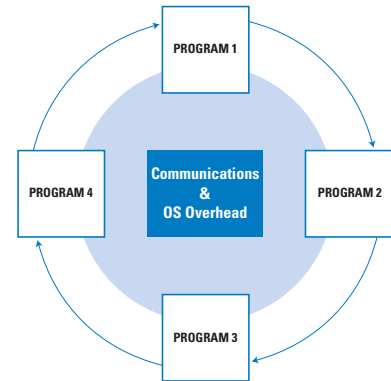 PROGRAM 1
PROGRAM 4
Communications
&
OS Overhead
PROGRAM 2
PROGRAM 3